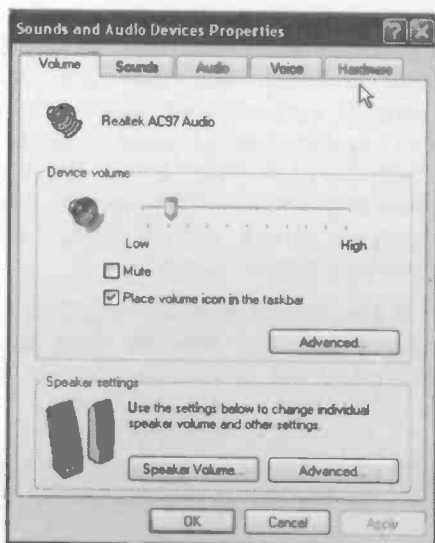 Sounds and Audio Devices Properties
Volume Sounds Audio Voice Hardware
Realtek AC97 Audio
Device volume
Low High
Mute
Place volume icon in the taskbar
Advanced...
Speaker settings
Use the settings below to change individual
speaker volume and other settings.
Speaker Volume... Advanced...
OK Cancel Apply